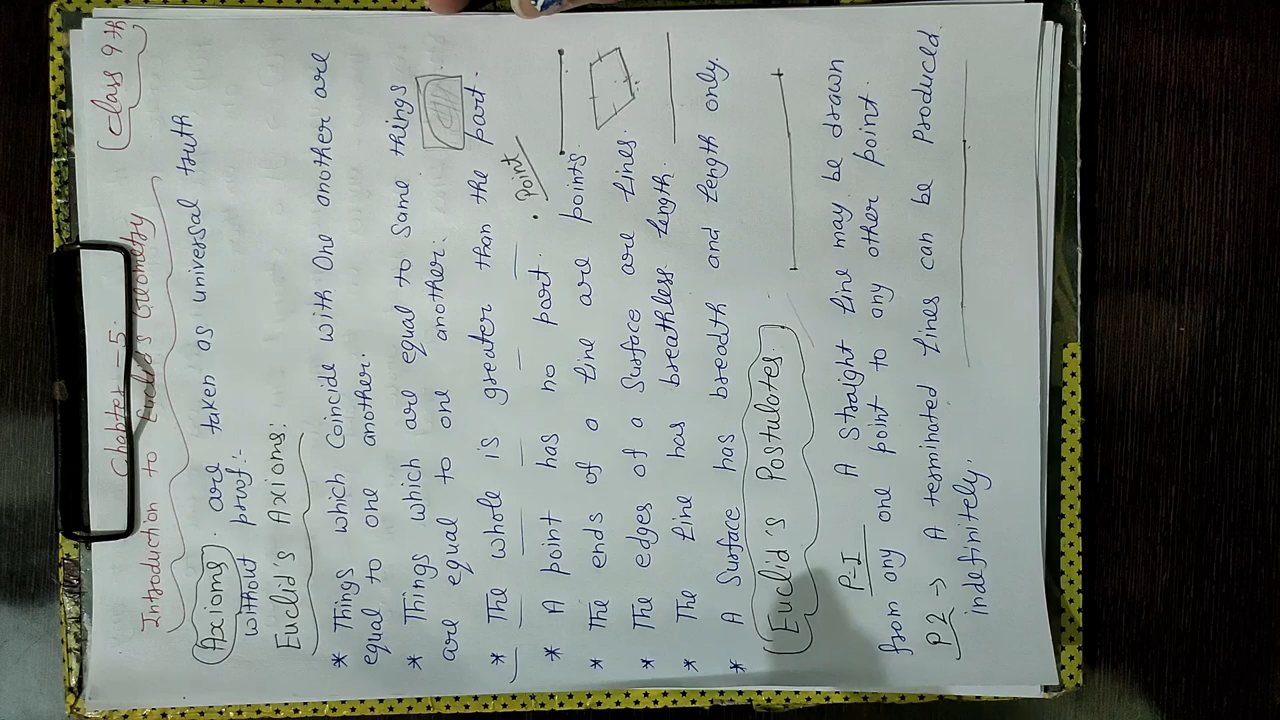 Chapter - 5. (Class 9th)
Introduction to Euclid's Geometry
Axioms. are taken as universal truth
without proof:-
Euclid's Axioms:
* Things which Coincide with One another are
equal to one another.
* Things which are equal to Same things
are equal to one another.
* The whole is greater than the part.
* A point has no part. . Point
* The ends of a line are points.
* The edges of a Surface are lines.
* The line has breathless length.
* A Surface has breadth and length only.
Euclid's Postulates.
P-I A Straight line may be drawn
from any one point to any other point.
P2 → A terminated lines can be produced
indefinitely.